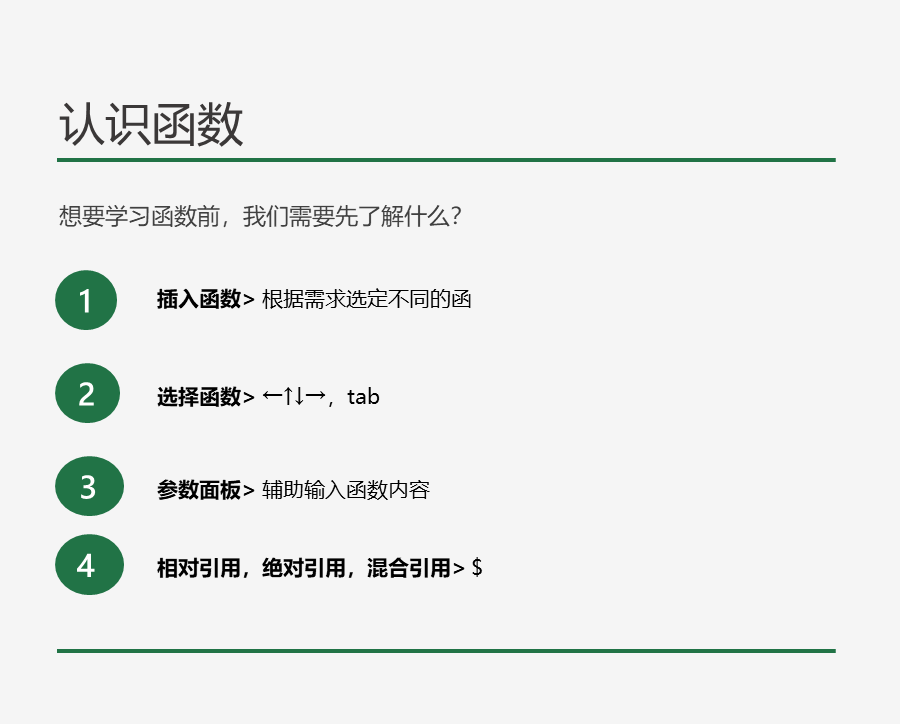 认识函数
想要学习函数前，我们需要先了解什么？
1 插入函数> 根据需求选定不同的函
2 选择函数> ←↑↓→，tab
3 参数面板> 辅助输入函数内容
4 相对引用，绝对引用，混合引用> $